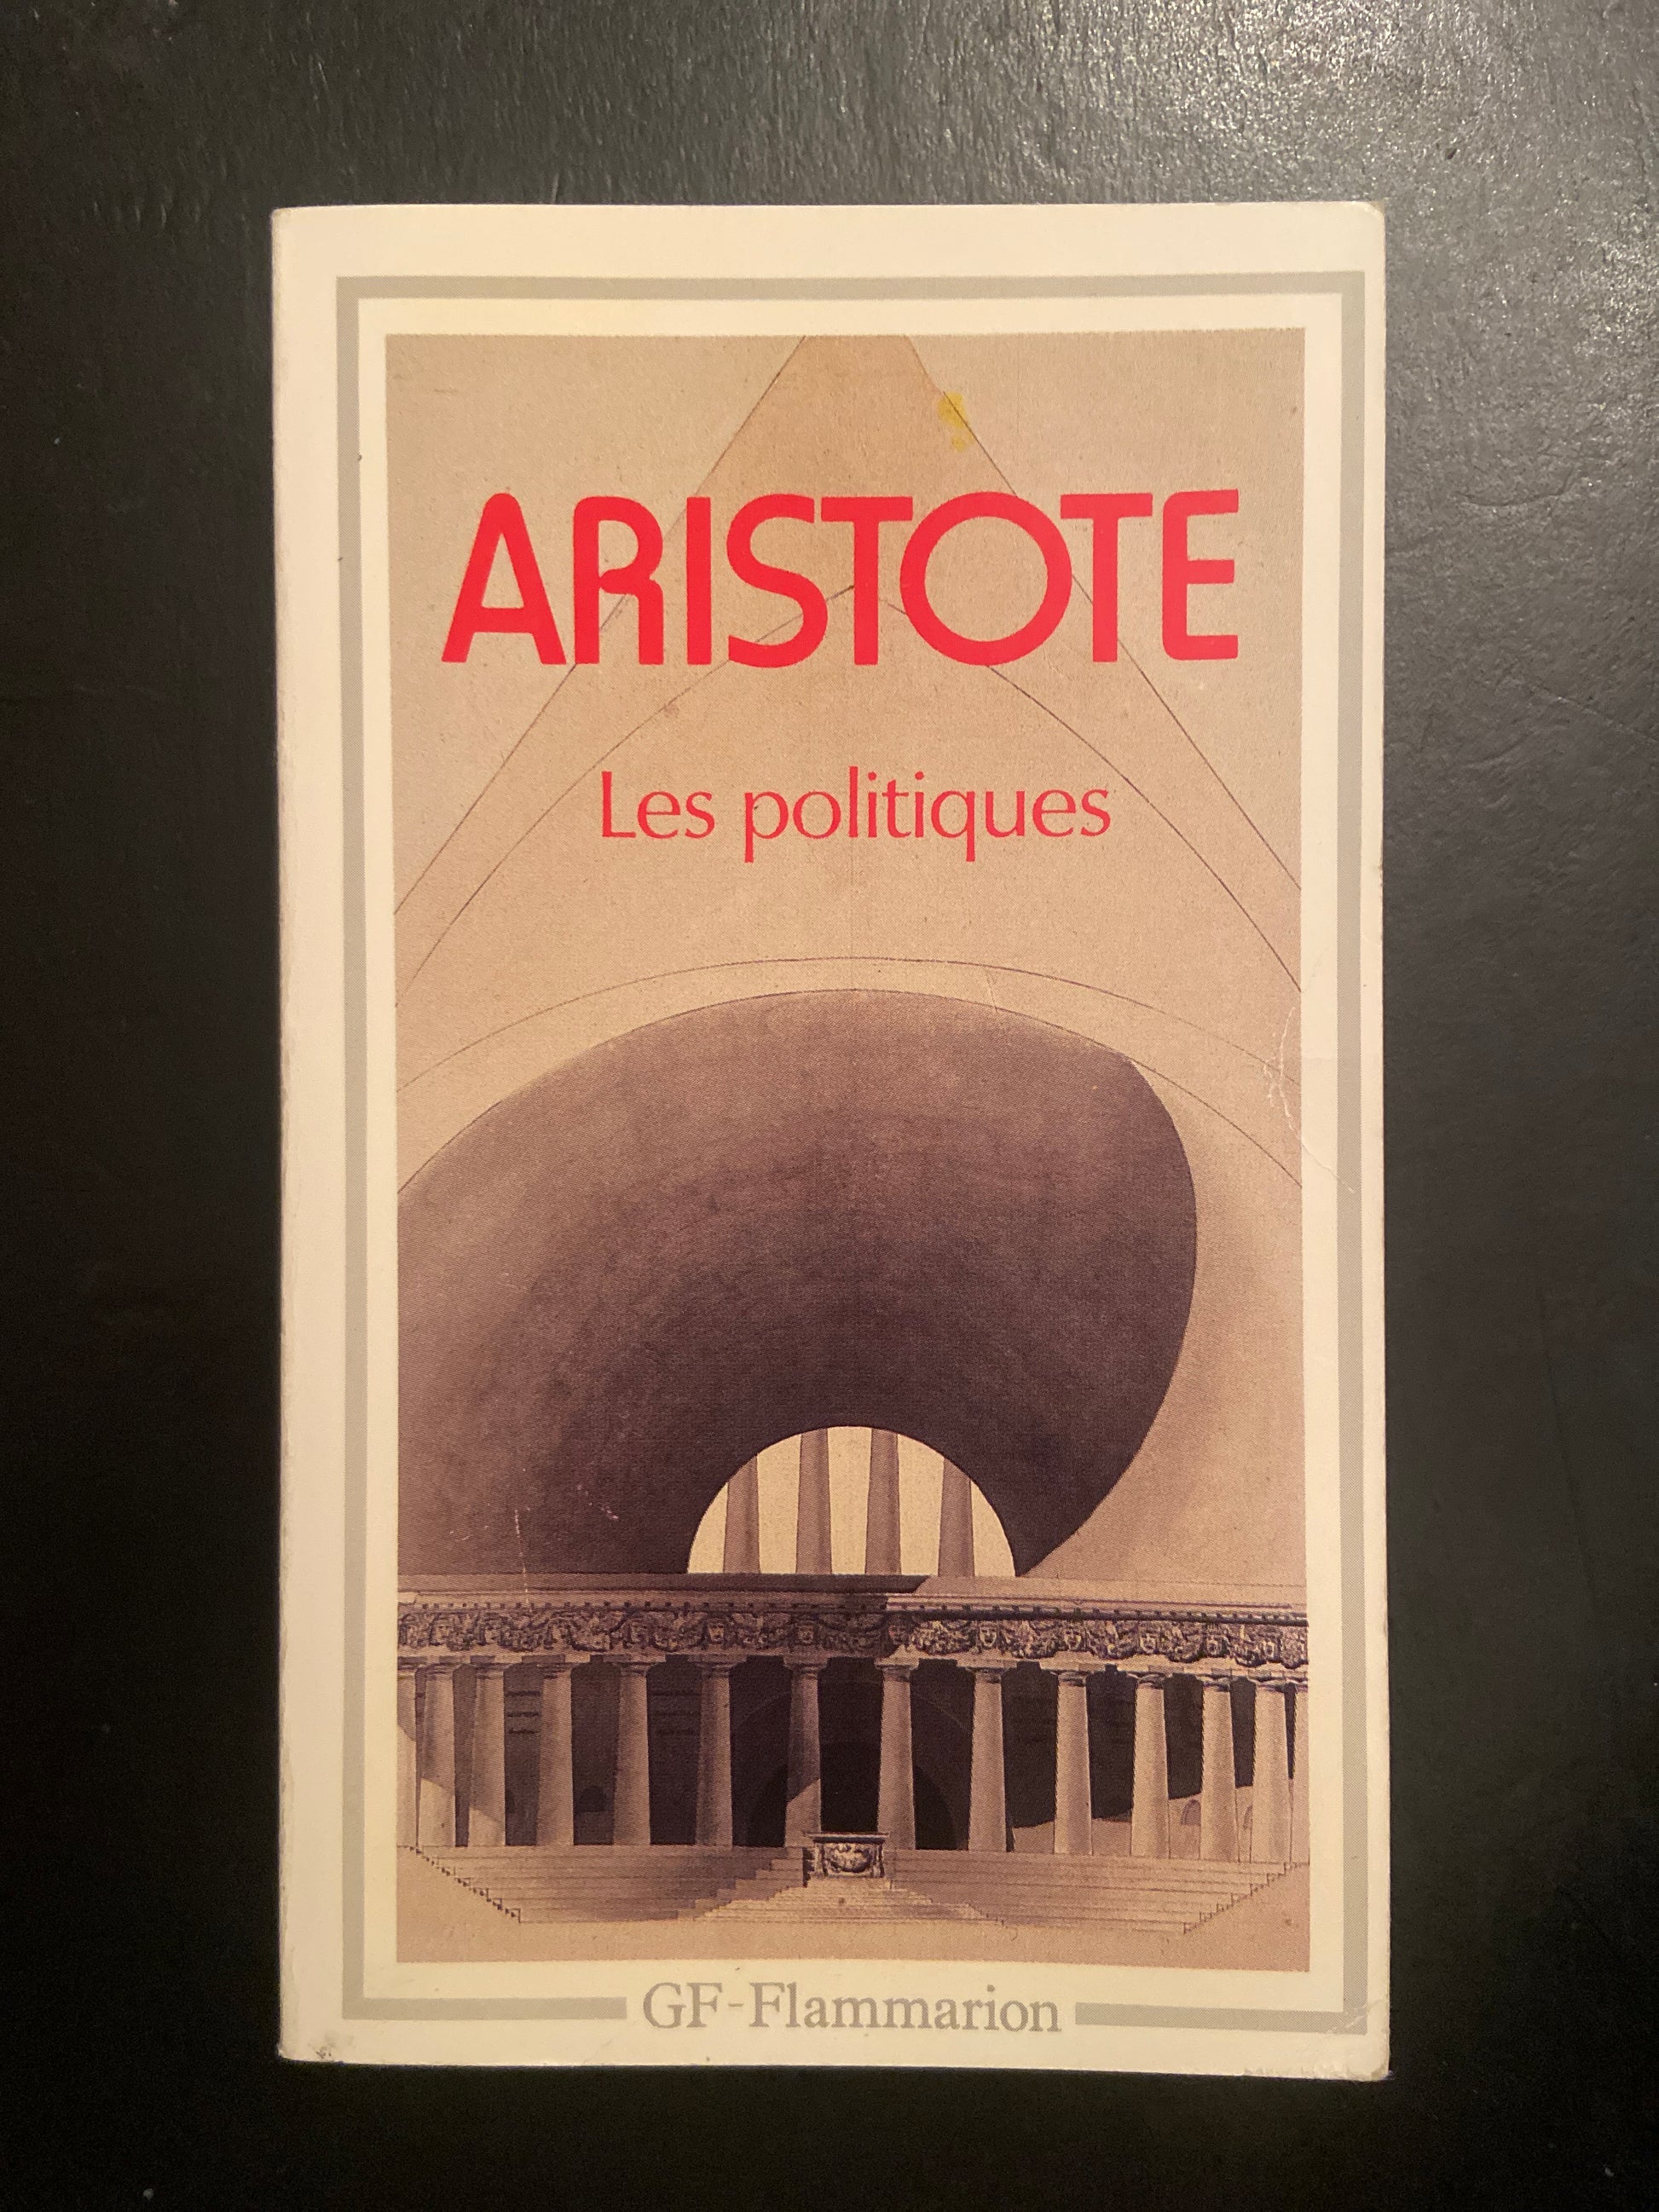 ARISTOTE
Les politiques
GF-Flammarion